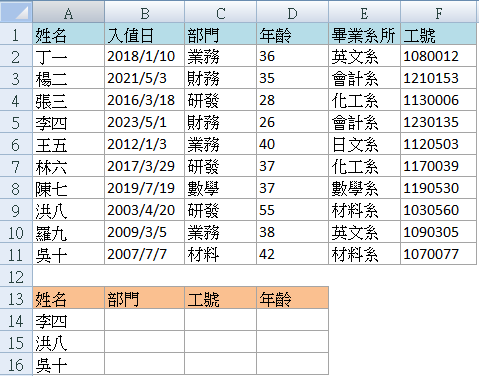 A B C D E F
1 姓名 入値日 部門 年齡 畢業系所 工號
2 丁一 2018/1/10 業務 36 英文系 1080012
3 楊二 2021/5/3 財務 35 會計系 1210153
4 張三 2016/3/18 研發 28 化工系 1130006
5 李四 2023/5/1 財務 26 會計系 1230135
6 王五 2012/1/3 業務 40 日文系 1120503
7 林六 2017/3/29 研發 37 化工系 1170039
8 陳七 2019/7/19 數學 37 數學系 1190530
9 洪八 2003/4/20 研發 55 材料系 1030560
10 羅九 2009/3/5 業務 38 英文系 1090305
11 吳十 2007/7/7 材料 42 材料系 1070077
12
13 姓名 部門 工號 年齡
14 李四
15 洪八
16 吳十